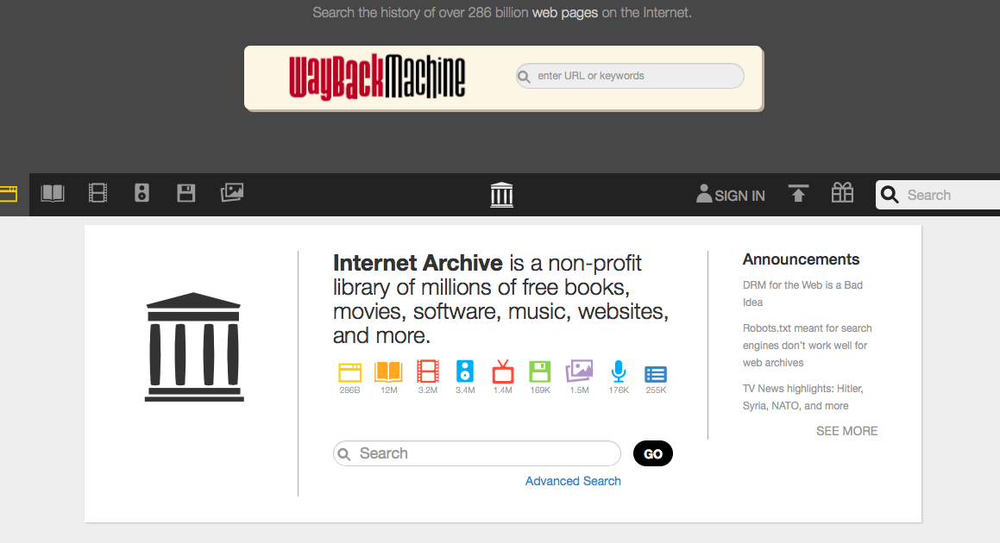 Search the history of over 286 billion web pages on the Internet.
WayBackMachine
enter URL or keywords
SIGN IN
Search
Internet Archive is a non-profit
library of millions of free books,
movies, software, music, websites,
and more.
286B 12M 3.2M 3.4M 1.4M 169K 1.5M 176K 255K
Search
GO
Advanced Search
Announcements
DRM for the Web is a Bad
Idea
Robots.txt meant for search
engines don't work well for
web archives
TV News highlights: Hitler,
Syria, NATO, and more
SEE MORE